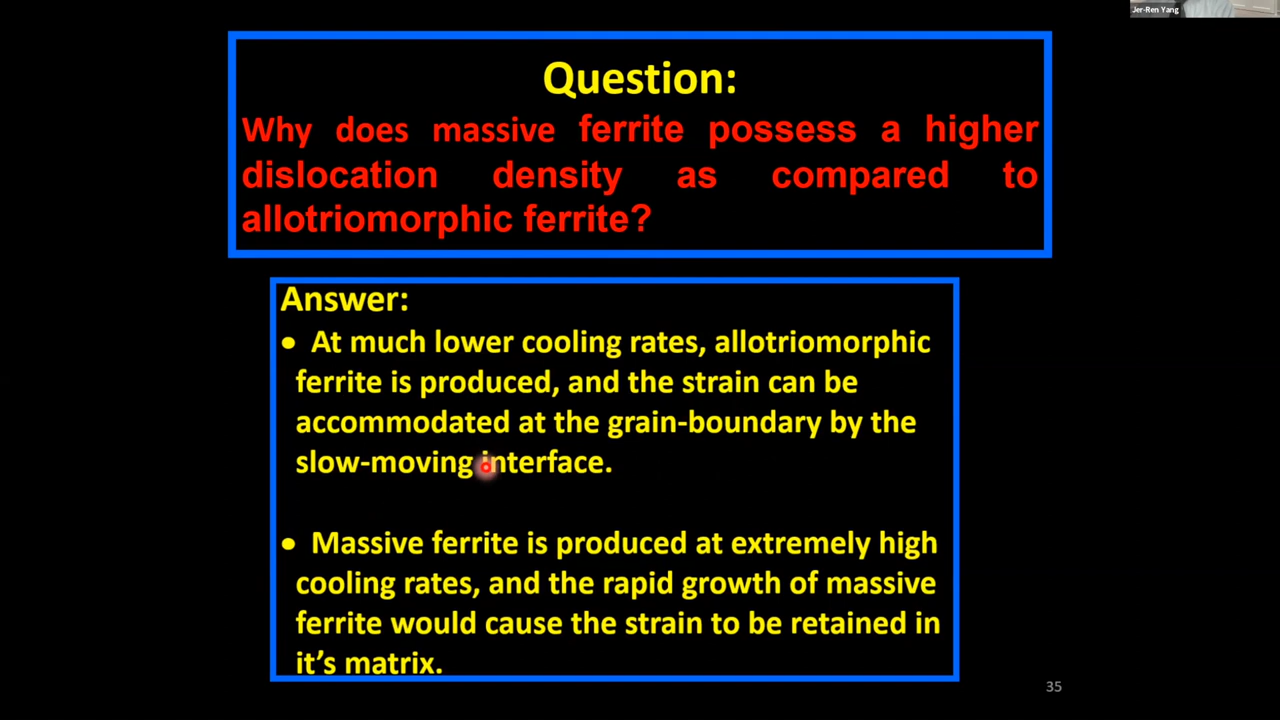 Jer-Ren Yang
Question:
Why does massive ferrite possess a higher
dislocation density as compared to
allotriomorphic ferrite?
Answer:
• At much lower cooling rates, allotriomorphic
ferrite is produced, and the strain can be
accommodated at the grain-boundary by the
slow-moving interface.
• Massive ferrite is produced at extremely high
cooling rates, and the rapid growth of massive
ferrite would cause the strain to be retained in
it’s matrix.
35